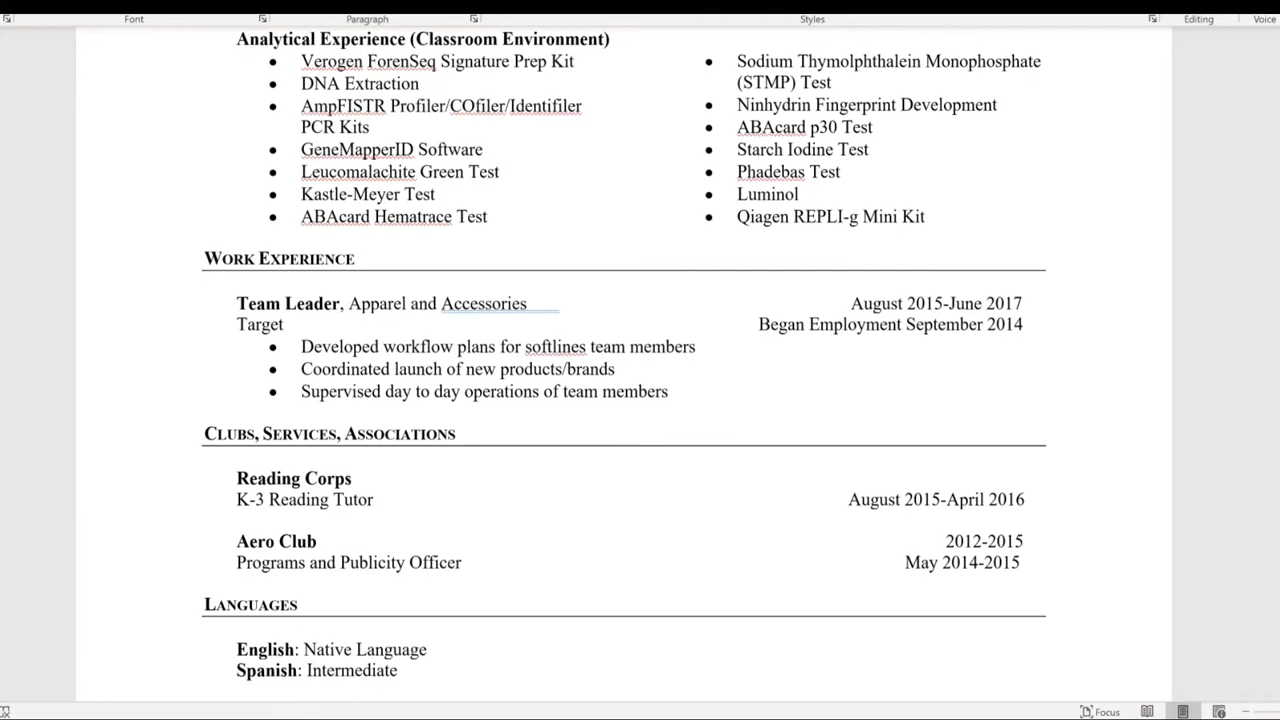 Font Paragraph Styles Editing Voice
Analytical Experience (Classroom Environment)
• Verogen ForenSeq Signature Prep Kit
• DNA Extraction
• AmpFISTR Profiler/COfiler/Identifiler
PCR Kits
• GeneMapperID Software
• Leucomalachite Green Test
• Kastle-Meyer Test
• ABAcard Hematrace Test
• Sodium Thymolphthalein Monophosphate
(STMP) Test
• Ninhydrin Fingerprint Development
• ABAcard p30 Test
• Starch Iodine Test
• Phadebas Test
• Luminol
• Qiagen REPLI-g Mini Kit
WORK EXPERIENCE
Team Leader, Apparel and Accessories August 2015-June 2017
Target Began Employment September 2014
• Developed workflow plans for softlines team members
• Coordinated launch of new products/brands
• Supervised day to day operations of team members
CLUBS, SERVICES, ASSOCIATIONS
Reading Corps
K-3 Reading Tutor August 2015-April 2016
Aero Club 2012-2015
Programs and Publicity Officer May 2014-2015
LANGUAGES
English: Native Language
Spanish: Intermediate
Focus